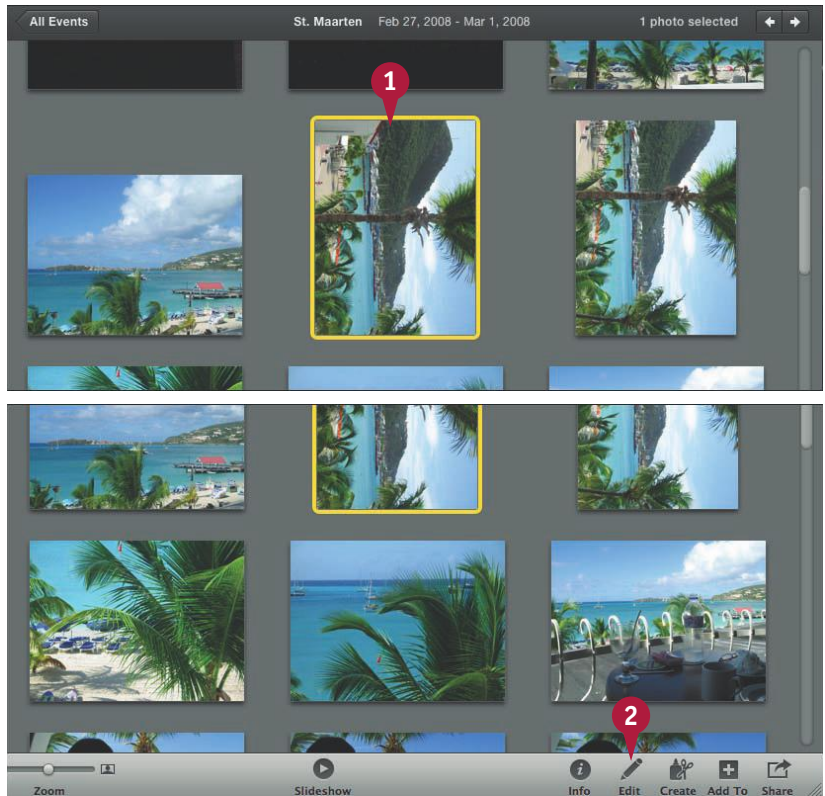 All Events St. Maarten Feb 27, 2008 - Mar 1, 2008 1 photo selected
1
2
Zoom Slideshow Info Edit Create Add To Share